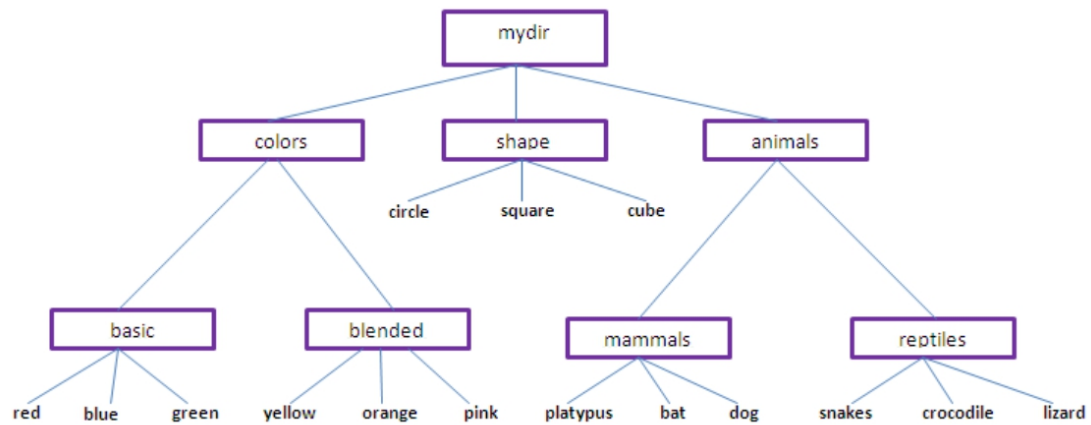 mydir
colors shape animals
circle square cube
basic blended mammals reptiles
red blue green yellow orange pink platypus bat dog snakes crocodile lizard